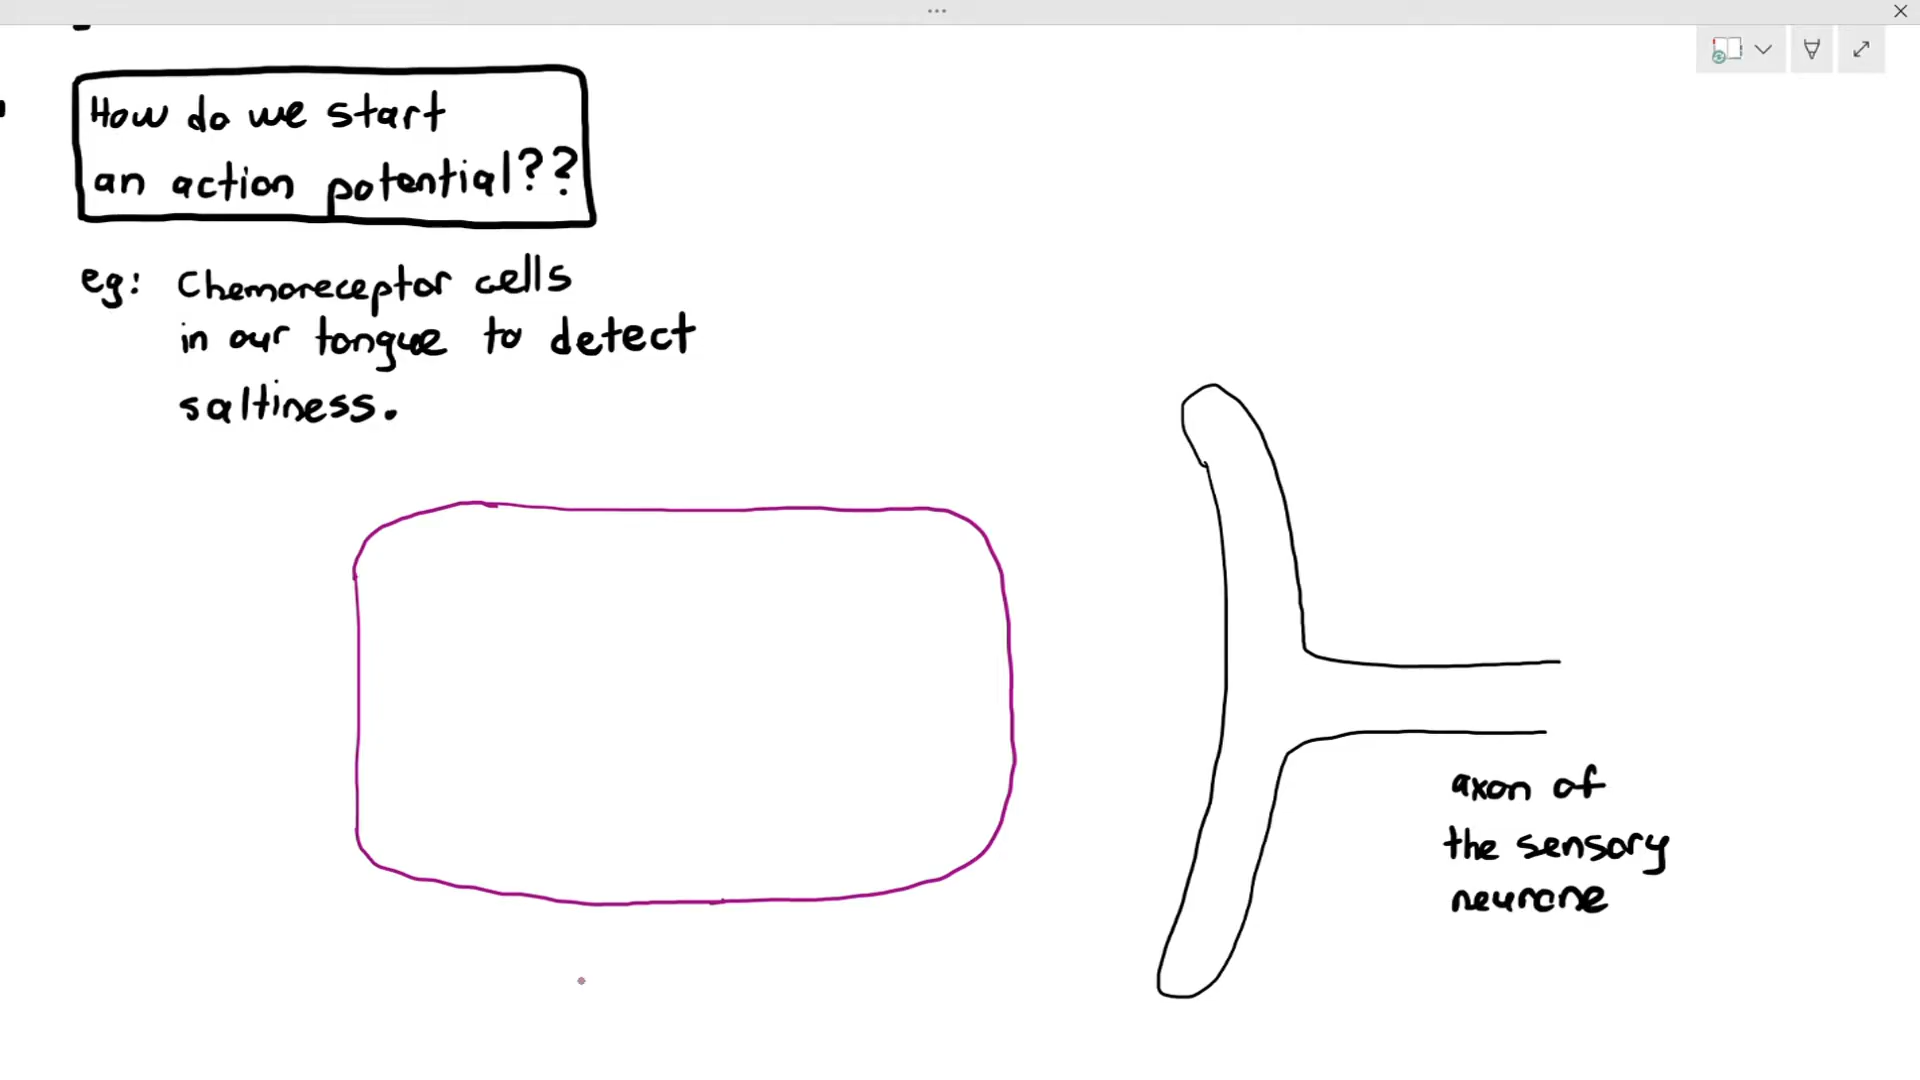 How do we start
an action potential??
eg: Chemoreceptor cells
in our tongue to detect
saltiness.
axon of
the sensory
neurone